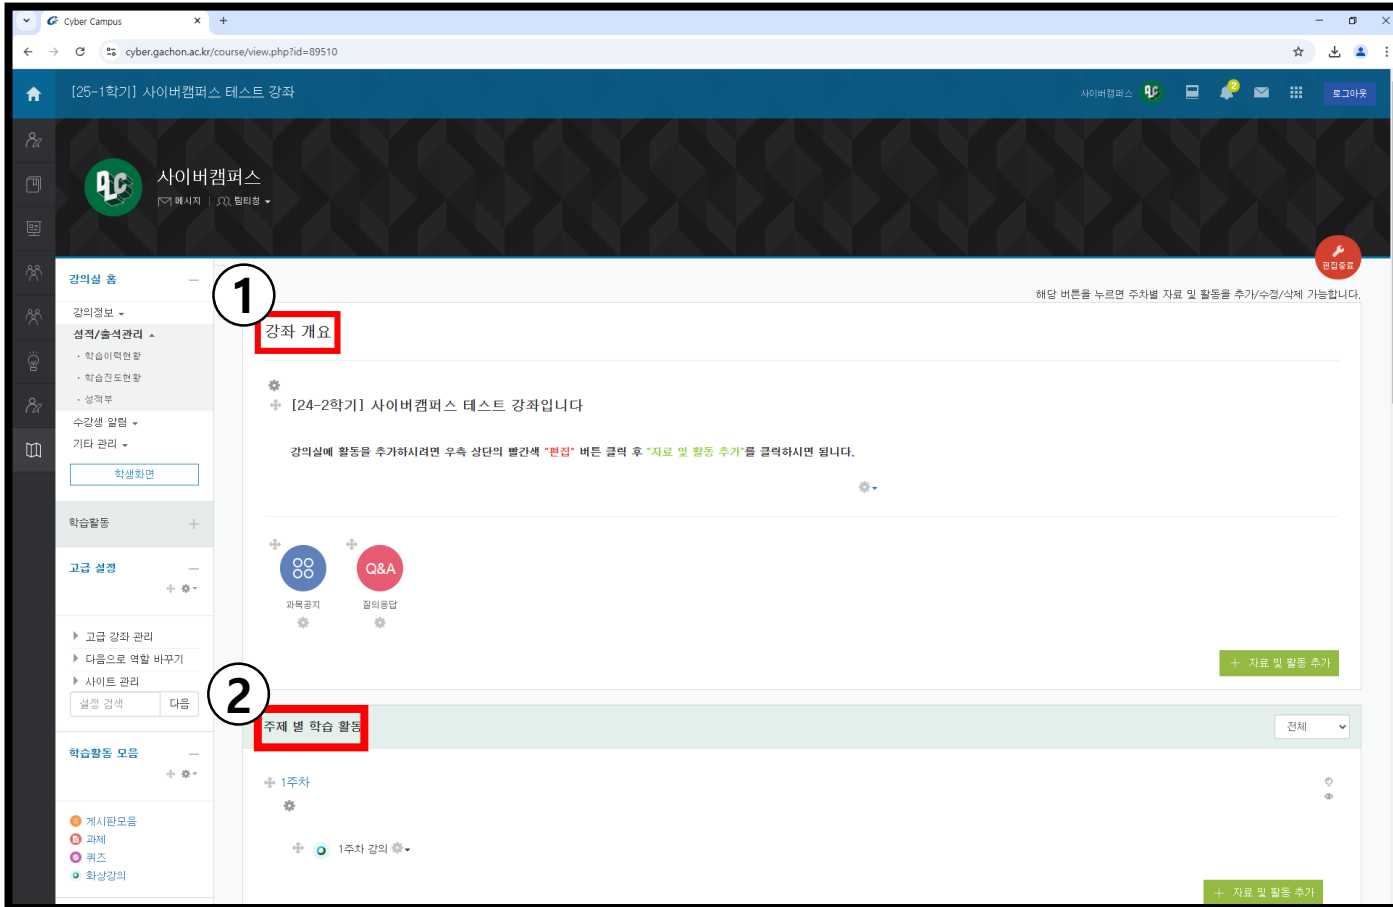 Cyber Campus
cyber.gachon.ac.kr/course/view.php?id=89510
[25-1학기] 사이버캠퍼스 테스트 강좌
사이버캠퍼스
2
로그아웃
사이버캠퍼스
메시지 | 팀티칭
편집종료
해당 버튼을 누르면 주차별 자료 및 활동을 추가/수정/삭제 가능합니다.
강의실 홈
강의정보
성적/출석관리
· 학습이력현황
· 학습진도현황
· 성적부
수강생 알림
기타 관리
학생화면
학습활동
고급 설정
고급 강좌 관리
다음으로 역할 바꾸기
사이트 관리
설정 검색 다음
학습활동 모음
게시판모음
과제
퀴즈
화상강의
1
강좌 개요
[24-2학기] 사이버캠퍼스 테스트 강좌입니다
강의실에 활동을 추가하시려면 우측 상단의 빨간색 "편집" 버튼 클릭 후 "자료 및 활동 추가"를 클릭하시면 됩니다.
Q&A
과목공지 질의응답
+ 자료 및 활동 추가
2
주제 별 학습 활동
전체
1주차
1주차 강의
+ 자료 및 활동 추가